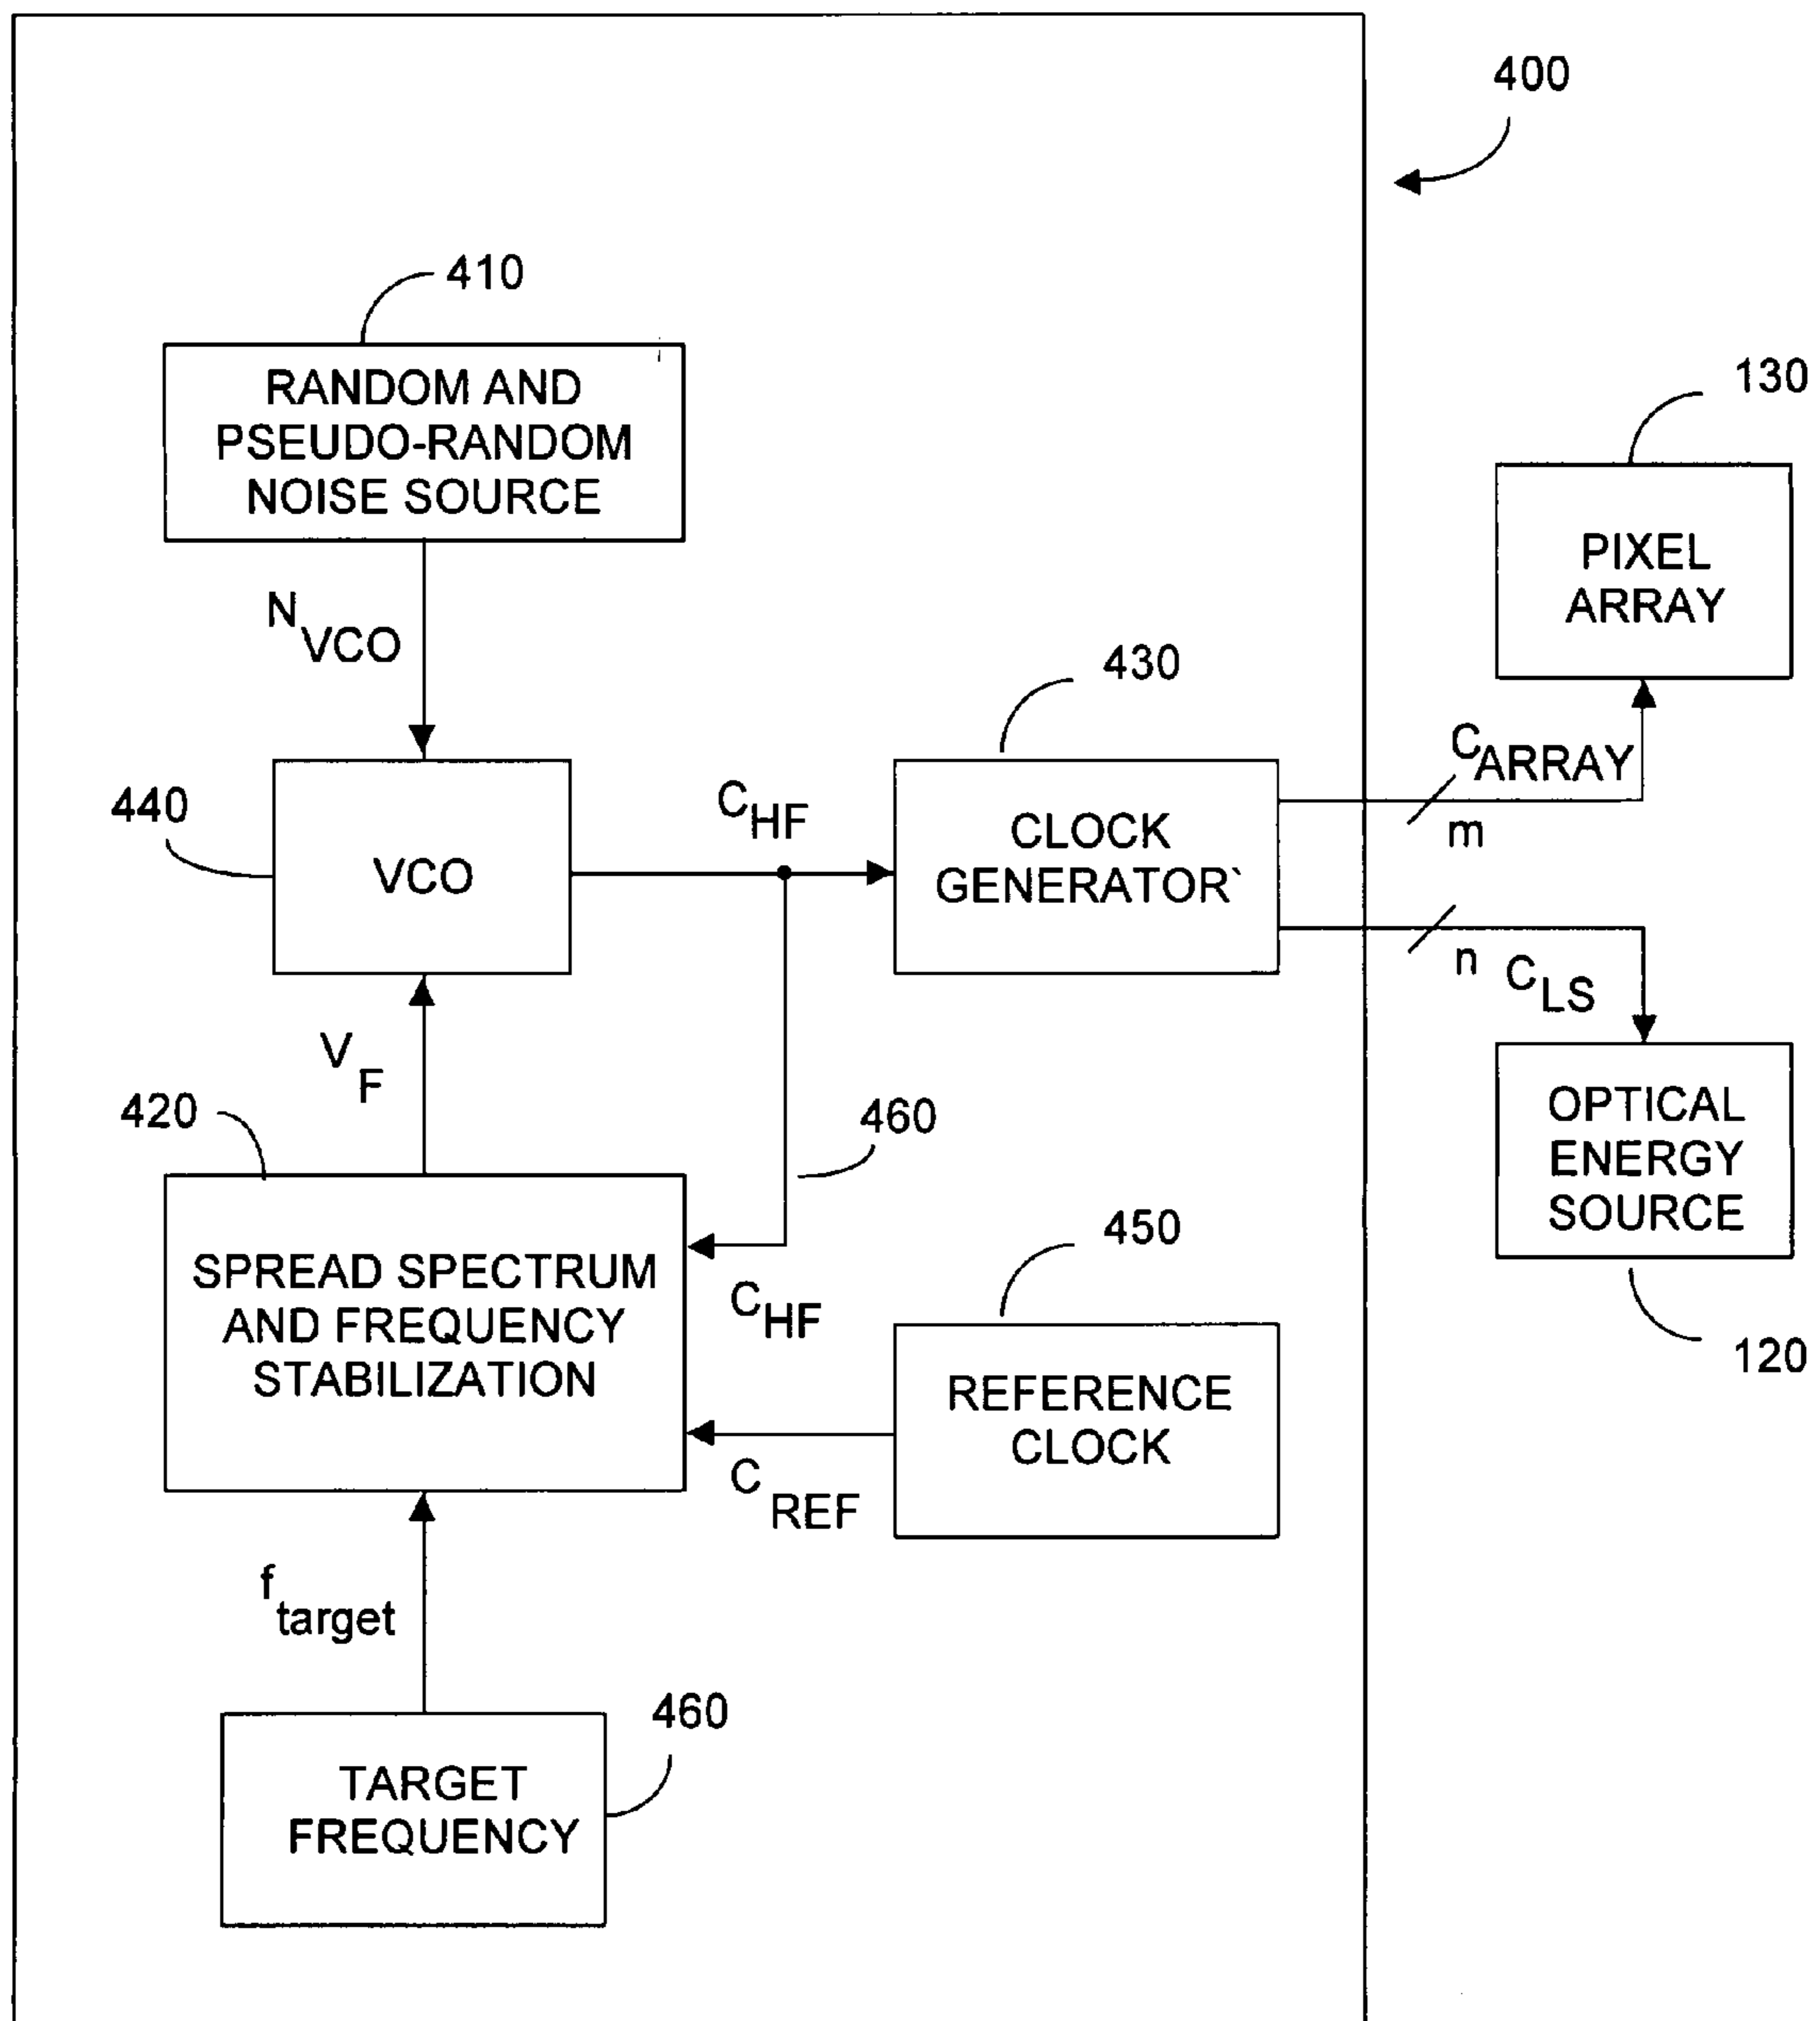 400
410
RANDOM AND
PSEUDO-RANDOM
NOISE SOURCE
130
PIXEL
ARRAY
N VCO
430
C ARRAY
m
440
VCO
C HF
CLOCK
GENERATOR`
n
C LS
V F
420
460
OPTICAL
ENERGY
SOURCE
120
SPREAD SPECTRUM
AND FREQUENCY
STABILIZATION
C HF
450
REFERENCE
CLOCK
C REF
f target
460
TARGET
FREQUENCY